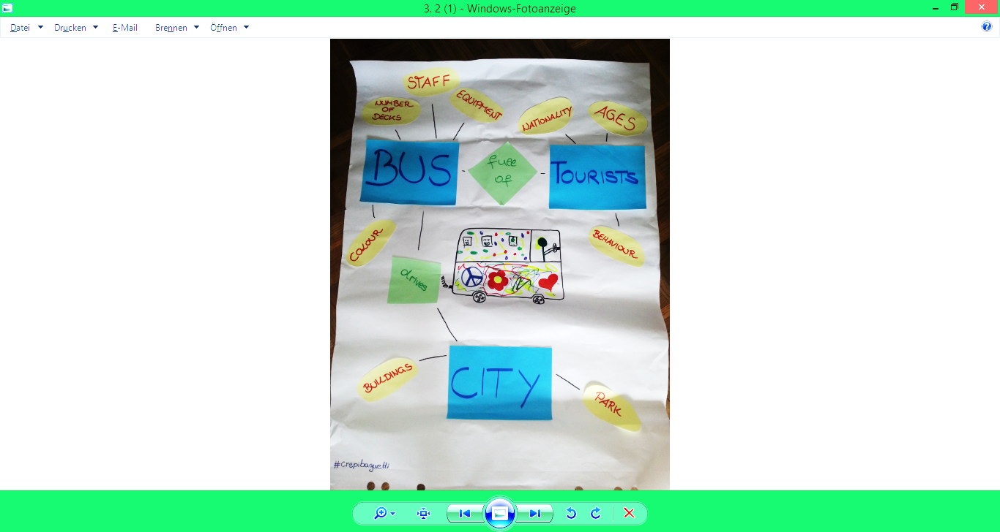 3. 2 (1) - Windows-Fotoanzeige
Datei
Drucken
E-Mail
Brennen
Öffnen
STAFF
NUMBER
OF
DECKS
EQUIPMENT
NATIONALITY
AGES
BUS
full
of
TOURISTS
COLOUR
BEHAVIOUR
drives
BUILDINGS
CITY
PARK
#crepibaguetti